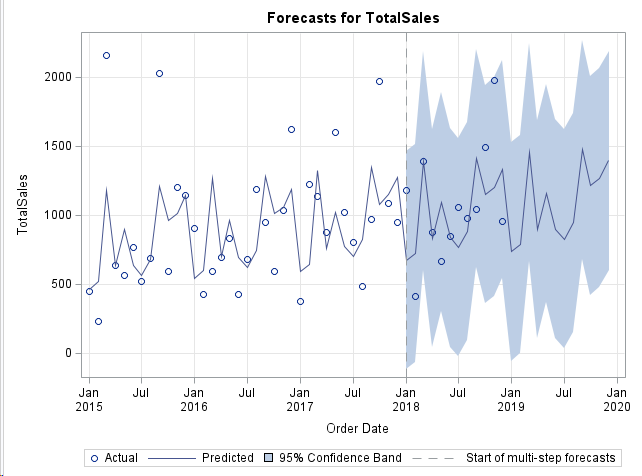 Forecasts for TotalSales
2000
1500
1000
500
0
TotalSales
Jan Jul Jan Jul Jan Jul Jan Jul Jan Jul Jan
2015 2016 2017 2018 2019 2020
Order Date
Actual Predicted 95% Confidence Band Start of multi-step forecasts